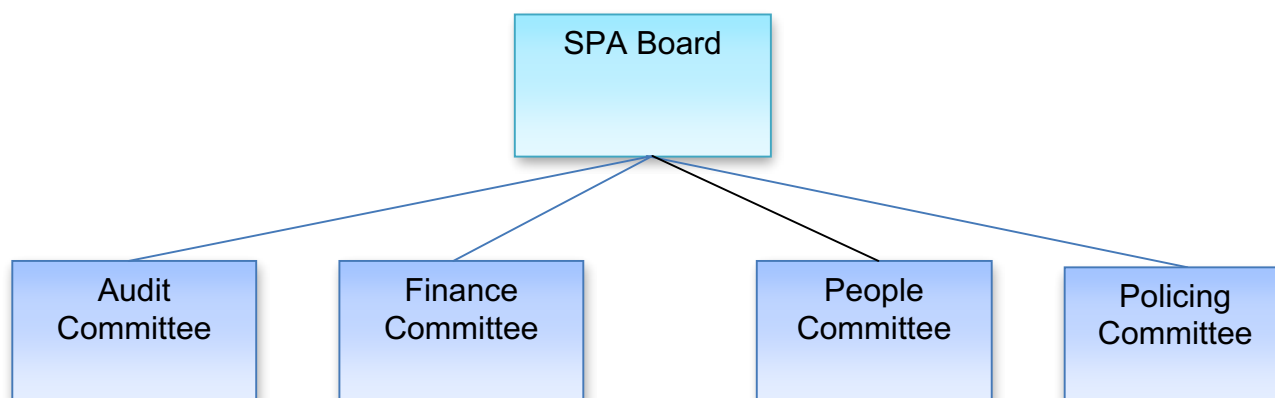 SPA Board
Audit
Committee
Finance
Committee
People
Committee
Policing
Committee